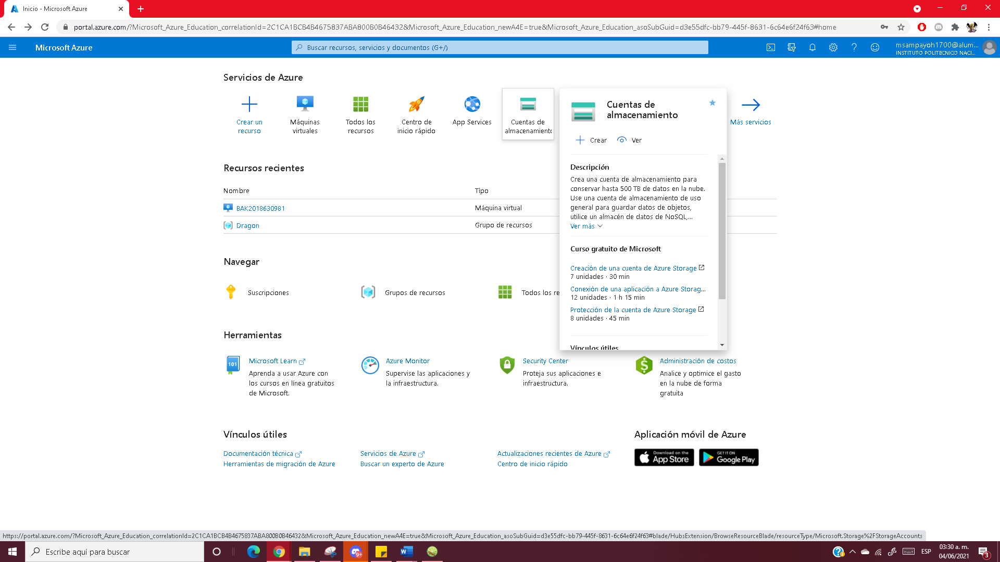 Inicio - Microsoft Azure
portal.azure.com/?Microsoft_Azure_Education_correlationId=2C1CA1BCB4B4675837ABA800B0B46432&Microsoft_Azure_Education_newA4E=true&Microsoft_Azure_Education_asoSubGuid=d3e55dfc-bb79-445f-8631-6c64e6f24f63#home
Microsoft Azure
Buscar recursos, servicios y documentos (G+/)
msampayoh1700@alum...
INSTITUTO POLITECNICO NACI...
Servicios de Azure
Crear un
recurso
Máquinas
virtuales
Todos los
recursos
Centro de
inicio rápido
App Services
Cuentas de
almacenamiento
Más servicios
Cuentas de
almacenamiento
Crear
Ver
Descripción
Crea una cuenta de almacenamiento para
conservar hasta 500 TB de datos en la nube.
Use una cuenta de almacenamiento de uso
general para guardar datos de objetos,
utilice un almacén de datos de NoSQL,...
Ver más
Curso gratuito de Microsoft
Creación de una cuenta de Azure Storage
7 unidades · 30 min
Conexión de una aplicación a Azure Storag...
12 unidades · 1 h 15 min
Protección de la cuenta de Azure Storage
8 unidades · 45 min
Vínculos útiles
Recursos recientes
Nombre
Tipo
BAK2018630981
Máquina virtual
Dragon
Grupo de recursos
Navegar
Suscripciones
Grupos de recursos
Todos los re
Herramientas
Microsoft Learn
Aprenda a usar Azure con
los cursos en línea gratuitos
de Microsoft.
Azure Monitor
Supervise las aplicaciones y
la infraestructura.
Security Center
Proteja sus aplicaciones e
infraestructura.
Administración de costos
Analice y optimice el gasto
en la nube de forma
gratuita
101
Vínculos útiles
Documentación técnica
Herramientas de migración de Azure
Servicios de Azure
Buscar un experto de Azure
Actualizaciones recientes de Azure
Centro de inicio rápido
Aplicación móvil de Azure
Download on the
App Store
GET IT ON
Google Play
https://portal.azure.com/?Microsoft_Azure_Education_correlationId=2C1CA1BCB4B4675837ABA800B0B46432&Microsoft_Azure_Education_newA4E=true&Microsoft_Azure_Education_asoSubGuid=d3e55dfc-bb79-445f-8631-6c64e6f24f63#blade/HubsExtension/BrowseResourceBlade/resourceType/Microsoft.Storage%2FStorageAccounts
Escribe aquí para buscar
9+
ESP
03:30 a. m.
04/06/2021
3